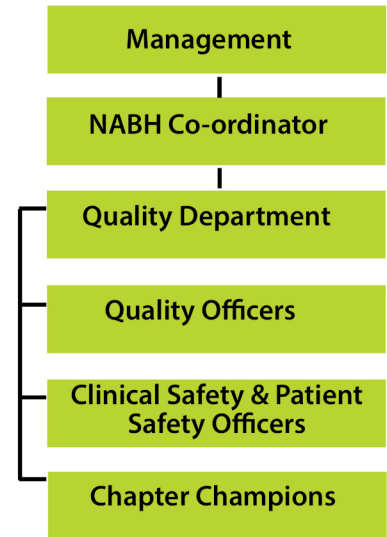 Management
NABH Co-ordinator
Quality Department
Quality Officers
Clinical Safety & Patient
Safety Officers
Chapter Champions